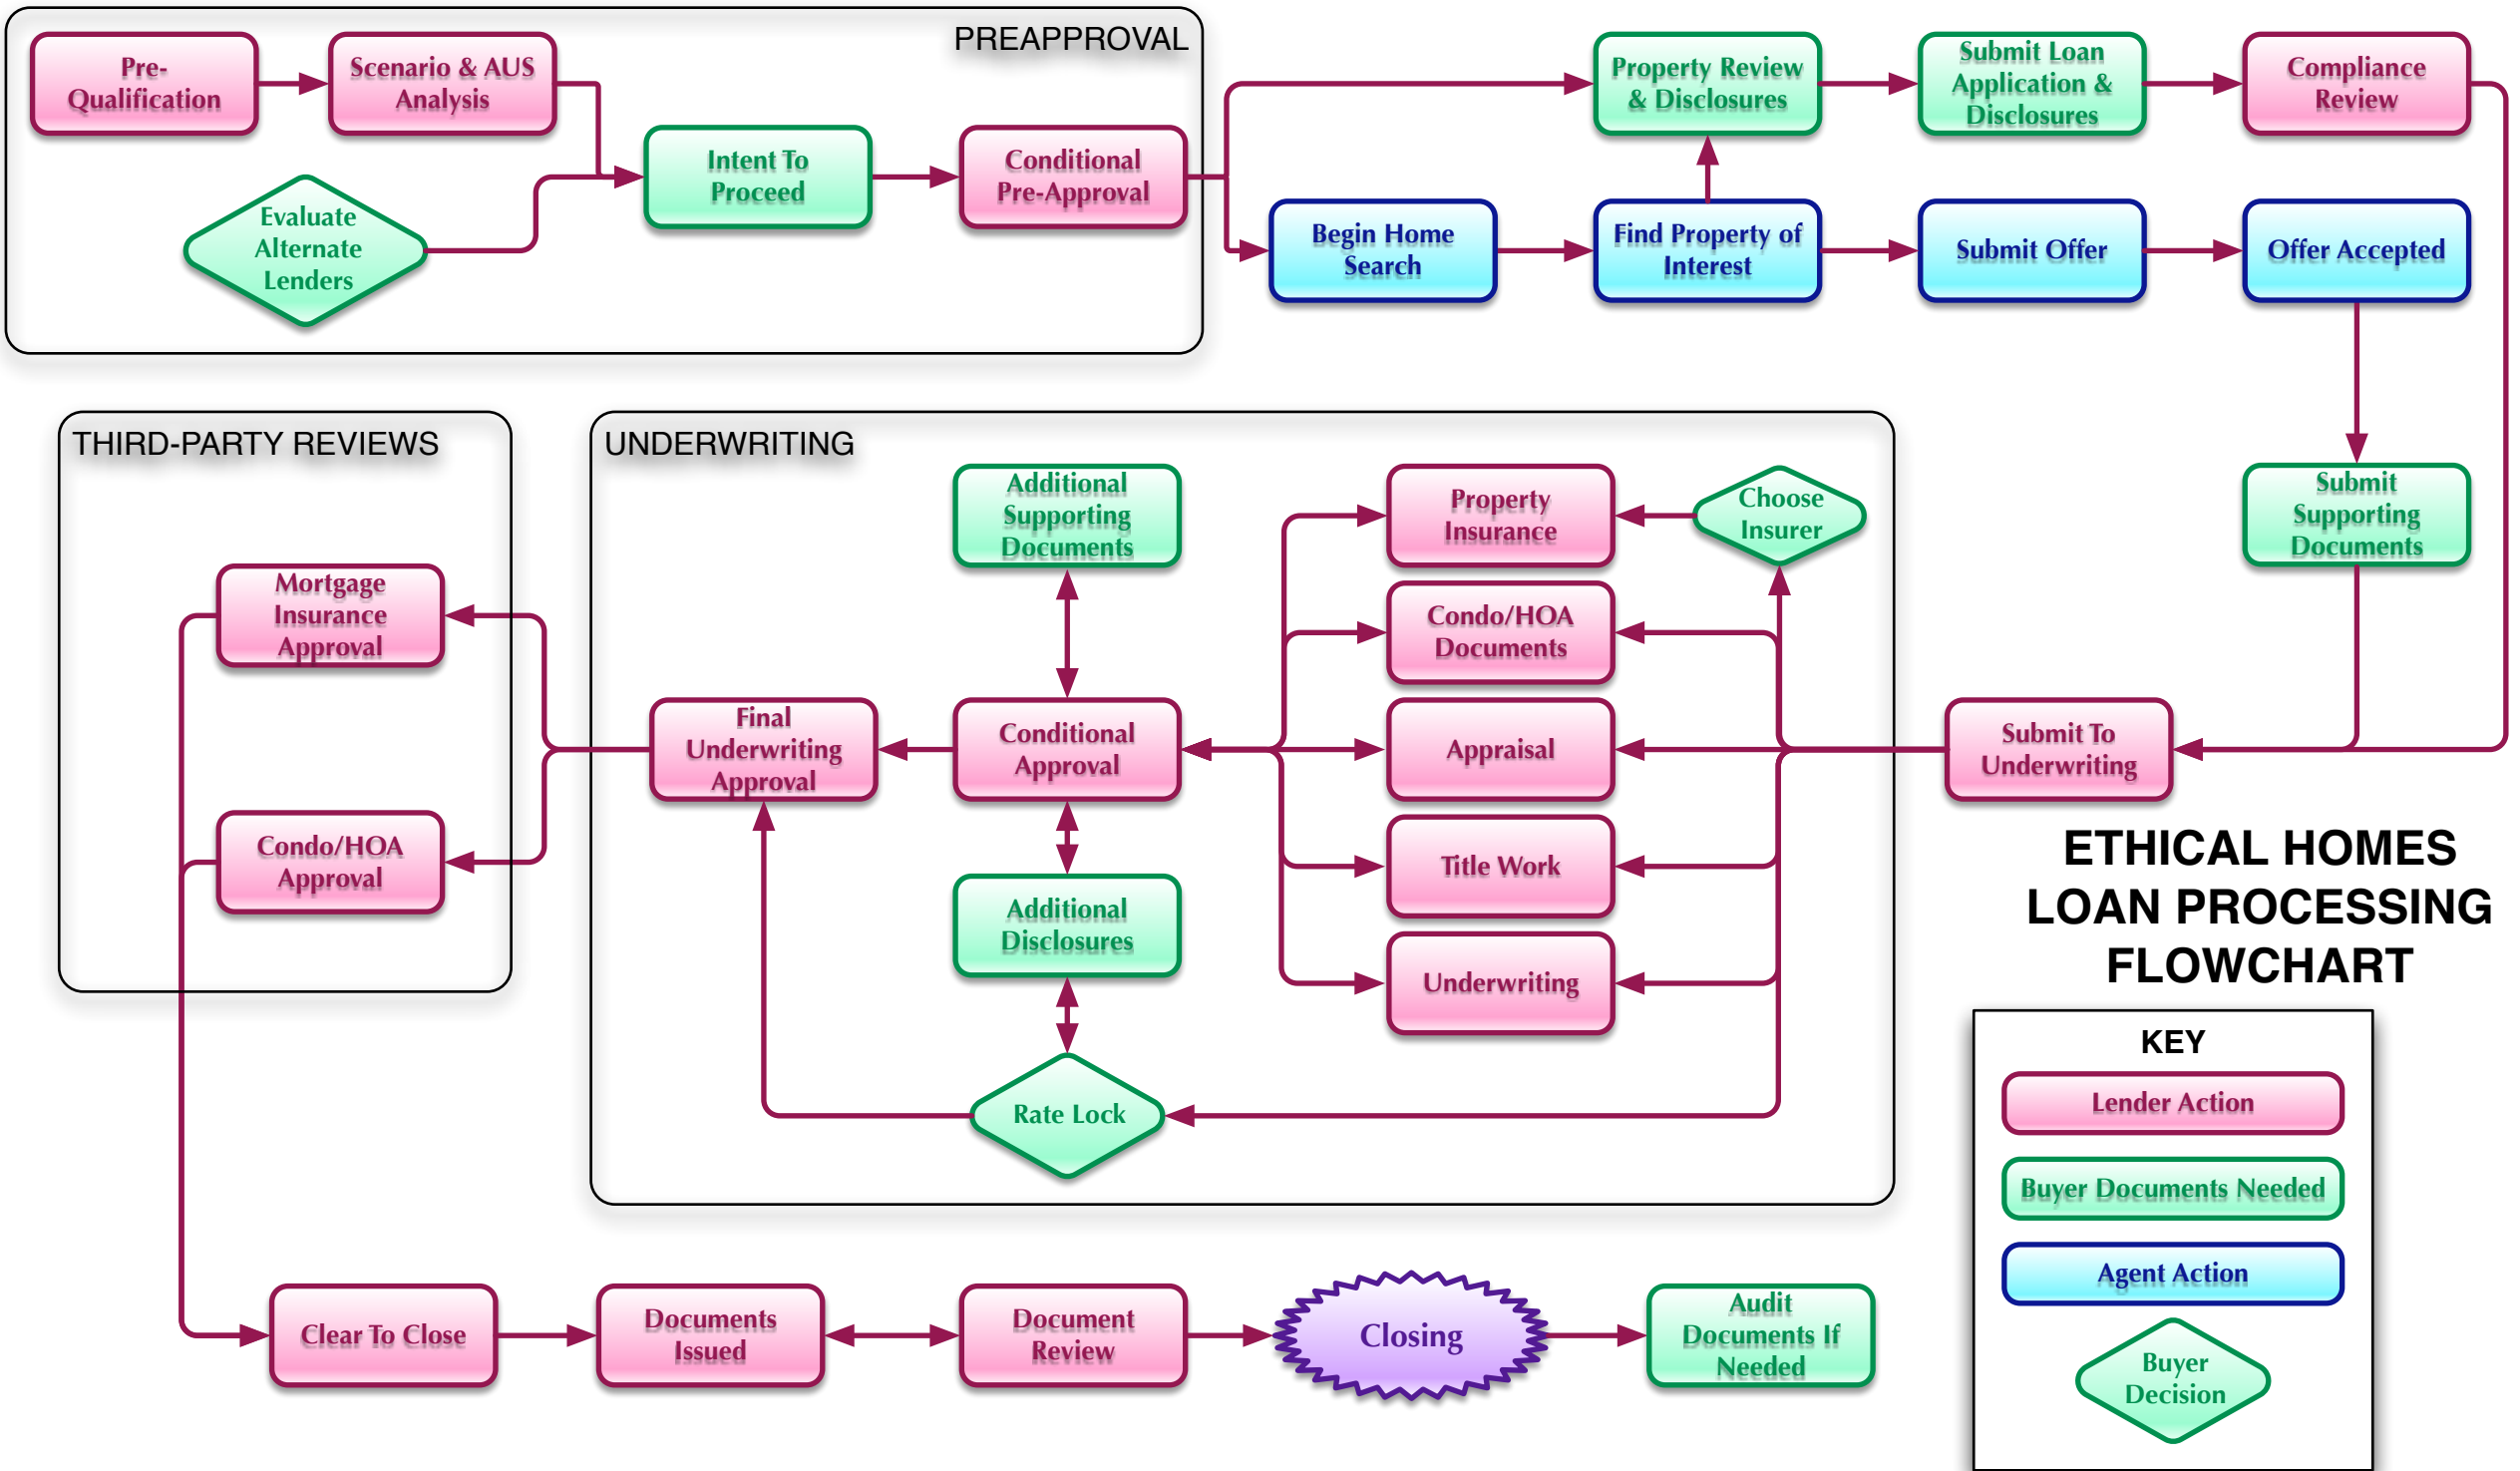 PREAPPROVAL
Pre-
Qualification
Scenario & AUS
Analysis
Evaluate
Alternate
Lenders
Intent To
Proceed
Conditional
Pre-Approval
Property Review
& Disclosures
Submit Loan
Application &
Disclosures
Compliance
Review
Begin Home
Search
Find Property of
Interest
Submit Offer
Offer Accepted
THIRD-PARTY REVIEWS
Mortgage
Insurance
Approval
Condo/HOA
Approval
UNDERWRITING
Additional
Supporting
Documents
Final
Underwriting
Approval
Conditional
Approval
Additional
Disclosures
Rate Lock
Property
Insurance
Choose
Insurer
Condo/HOA
Documents
Appraisal
Title Work
Underwriting
Submit
Supporting
Documents
Submit To
Underwriting
ETHICAL HOMES
LOAN PROCESSING
FLOWCHART
KEY
Lender Action
Buyer Documents Needed
Agent Action
Buyer
Decision
Clear To Close
Documents
Issued
Document
Review
Closing
Audit
Documents If
Needed